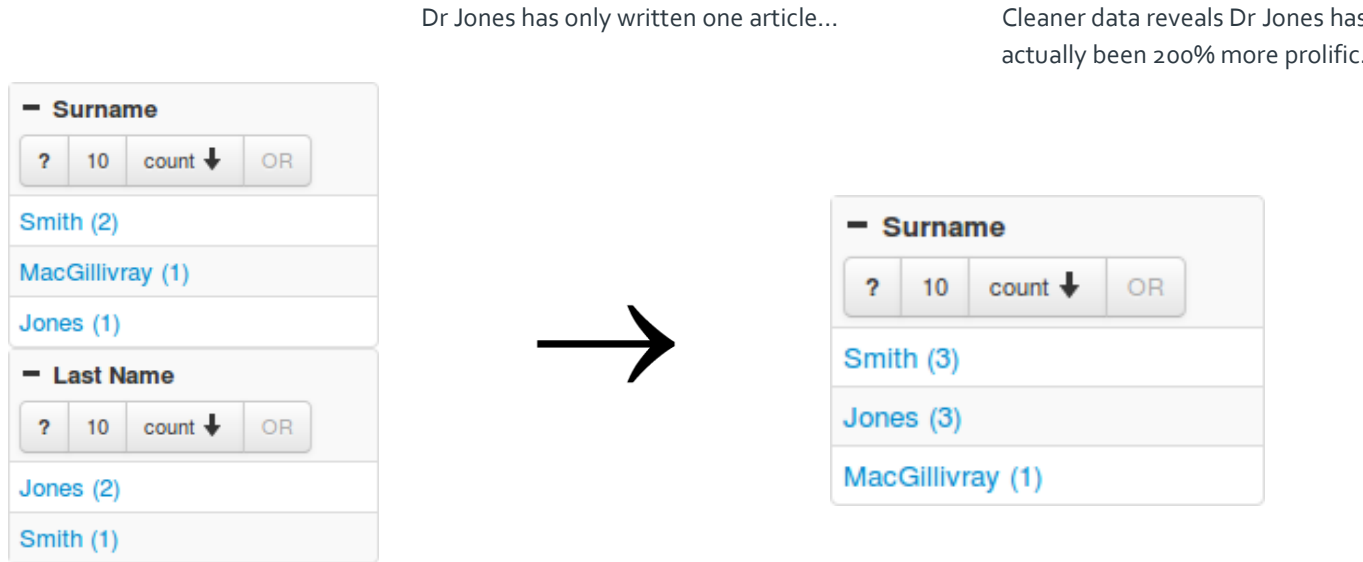 Dr Jones has only written one article...
Cleaner data reveals Dr Jones has
actually been 200% more prolific.
Surname
? 10 count OR
Smith (2)
MacGillivray (1)
Jones (1)
Last Name
? 10 count OR
Jones (2)
Smith (1)
Surname
? 10 count OR
Smith (3)
Jones (3)
MacGillivray (1)